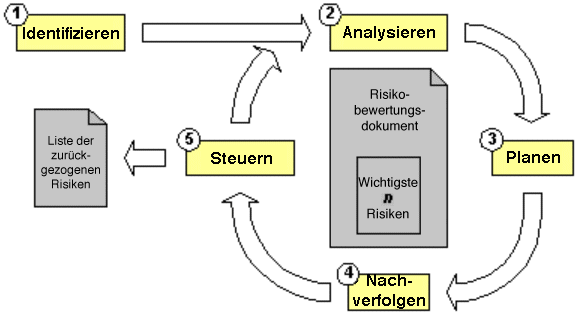 1
Identifizieren
2
Analysieren
Risiko-
bewertungs-
dokument
Wichtigste
n
Risiken
3
Planen
4
Nach-
verfolgen
5
Steuern
Liste der
zurück-
gezogenen
Risiken